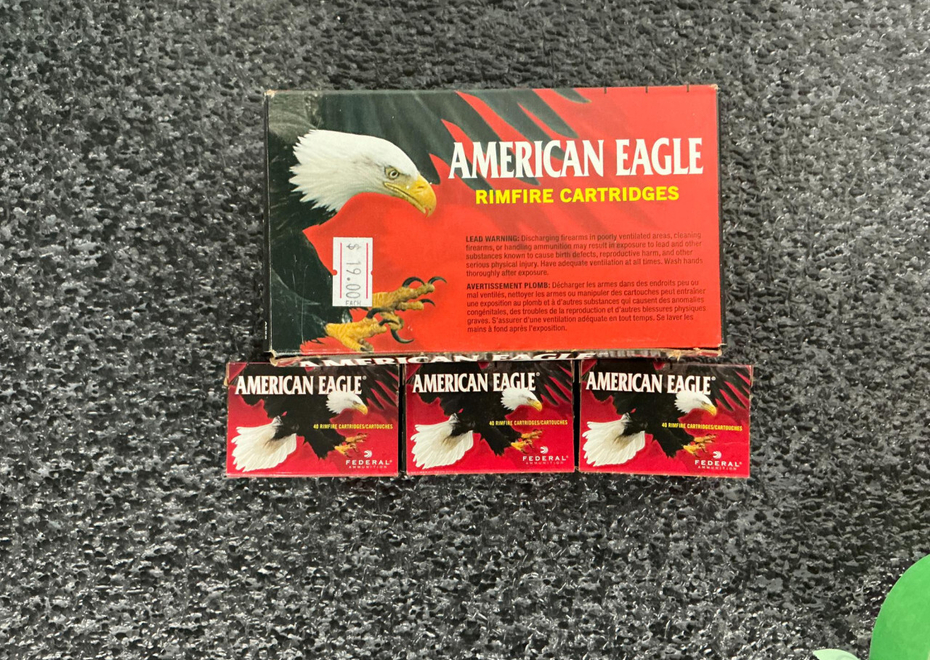 AMERICAN EAGLE
RIMFIRE CARTRIDGES
LEAD WARNING: Discharging firearms in poorly ventilated areas, cleaning
firearms, or handling ammunition may result in exposure to lead and other
substances known to cause birth defects, reproductive harm, and other
serious physical injury. Have adequate ventilation at all times. Wash hands
thoroughly after exposure.
AVERTISSEMENT PLOMB: Décharger les armes dans des endroits peu ou
mal ventilés, nettoyer les armes ou manipuler des cartouches peut entraîner
une exposition au plomb et à d'autres substances qui causent des anomalies
congénitales, des troubles de la reproduction et d'autres blessures physiques
graves. S'assurer d'une ventilation adéquate en tout temps. Se laver les
mains à fond après l'exposition.
$ 19.00
EACH
AMERICAN EAGLE
AMERICAN EAGLE®
40 RIMFIRE CARTRIDGES/CARTOUCHES
FEDERAL®
AMMUNITION
AMERICAN EAGLE®
40 RIMFIRE CARTRIDGES/CARTOUCHES
FEDERAL®
AMMUNITION
AMERICAN EAGLE®
40 RIMFIRE CARTRIDGES/CARTOUCHES
FEDERAL®
AMMUNITION